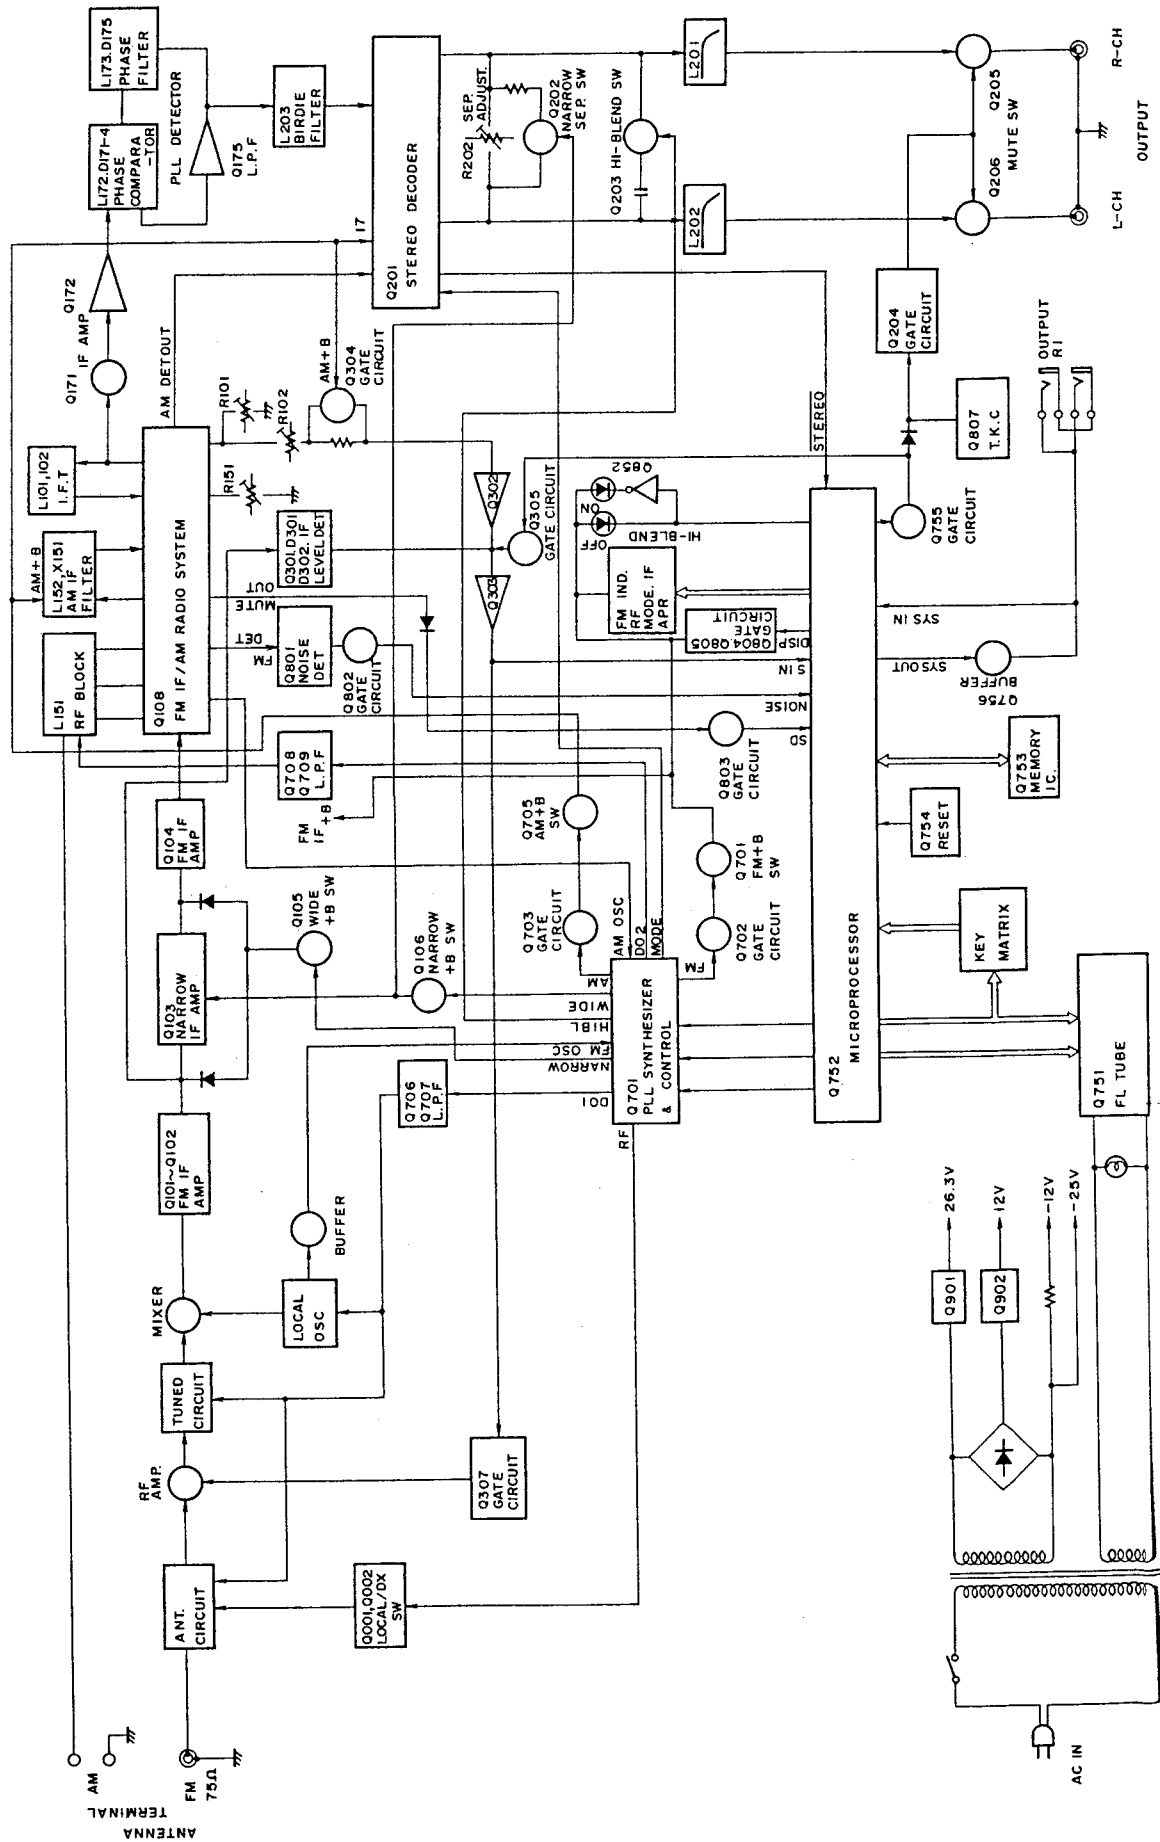 ANTENNA
TERMINAL
AM
FM
75Ω
ANT.
CIRCUIT
RF
AMP.
TUNED
CIRCUIT
MIXER
Q101~Q102
FM IF
AMP
Q103
NARROW
IF AMP
Q104
FM IF
AMP
L151
RF BLOCK
AM+B
L152,X151
AM IF
FILTER
L101,102
I.F.T
Q171
IF AMP
Q172
L172.D171-4
PHASE
COMPARA
-TOR
L173.D175
PHASE
FILTER
PLL DETECTOR
Q175
L.P.F
L203
BIRDIE
FILTER
Q108
FM IF/AM RADIO SYSTEM
AM DETOUT
17
Q201
STEREO DECODER
Q001,Q002
LOCAL/DX
SW
Q307
GATE
CIRCUIT
LOCAL
OSC
BUFFER
Q706
Q707
L.P.F
Q105
WIDE
+B SW
Q106
NARROW
+B SW
Q708
Q709
L.P.F
FM
IF +B
FM
DET
MUTE
OUT
Q801
NOISE
DET
Q802
GATE
CIRCUIT
Q301,D301
D302. IF
LEVEL DET
R151
R101
R102
AM+B
Q304
GATE
CIRCUIT
Q302
Q303
Q305
GATE CIRCUIT
R202
SEP.
ADJUST.
Q202
NARROW
SEP. SW
Q203 HI-BLEND SW
L201
L202
Q205
Q206
MUTE SW
R-CH
L-CH
OUTPUT
Q204
GATE
CIRCUIT
Q807
T.K.C
Q755
GATE
CIRCUIT
OUTPUT
R1
Q703
GATE
CIRCUIT
Q705
AM+B
SW
Q702
GATE
CIRCUIT
Q701
FM+B
SW
Q803
GATE
CIRCUIT
RF
DO1
NARROW
FM OSC
HIBL
WIDE
AM
AM OSC
DO2
MODE
FM
Q701
PLL SYNTHESIZER
& CONTROL
SD
NOISE
S IN
DISP
Q804.Q805
GATE
CIRCUIT
FM IND.
RF
MODE. IF
APR
OFF
ON
Q852
HI-BLEND
STEREO
Q752
MICROPROCESSOR
SYSOUT
SYS IN
BUFFER
Q756
Q753
MEMORY
IC.
Q754
RESET
KEY
MATRIX
Q751
FL TUBE
Q901
Q902
26.3V
12V
-12V
-25V
AC IN